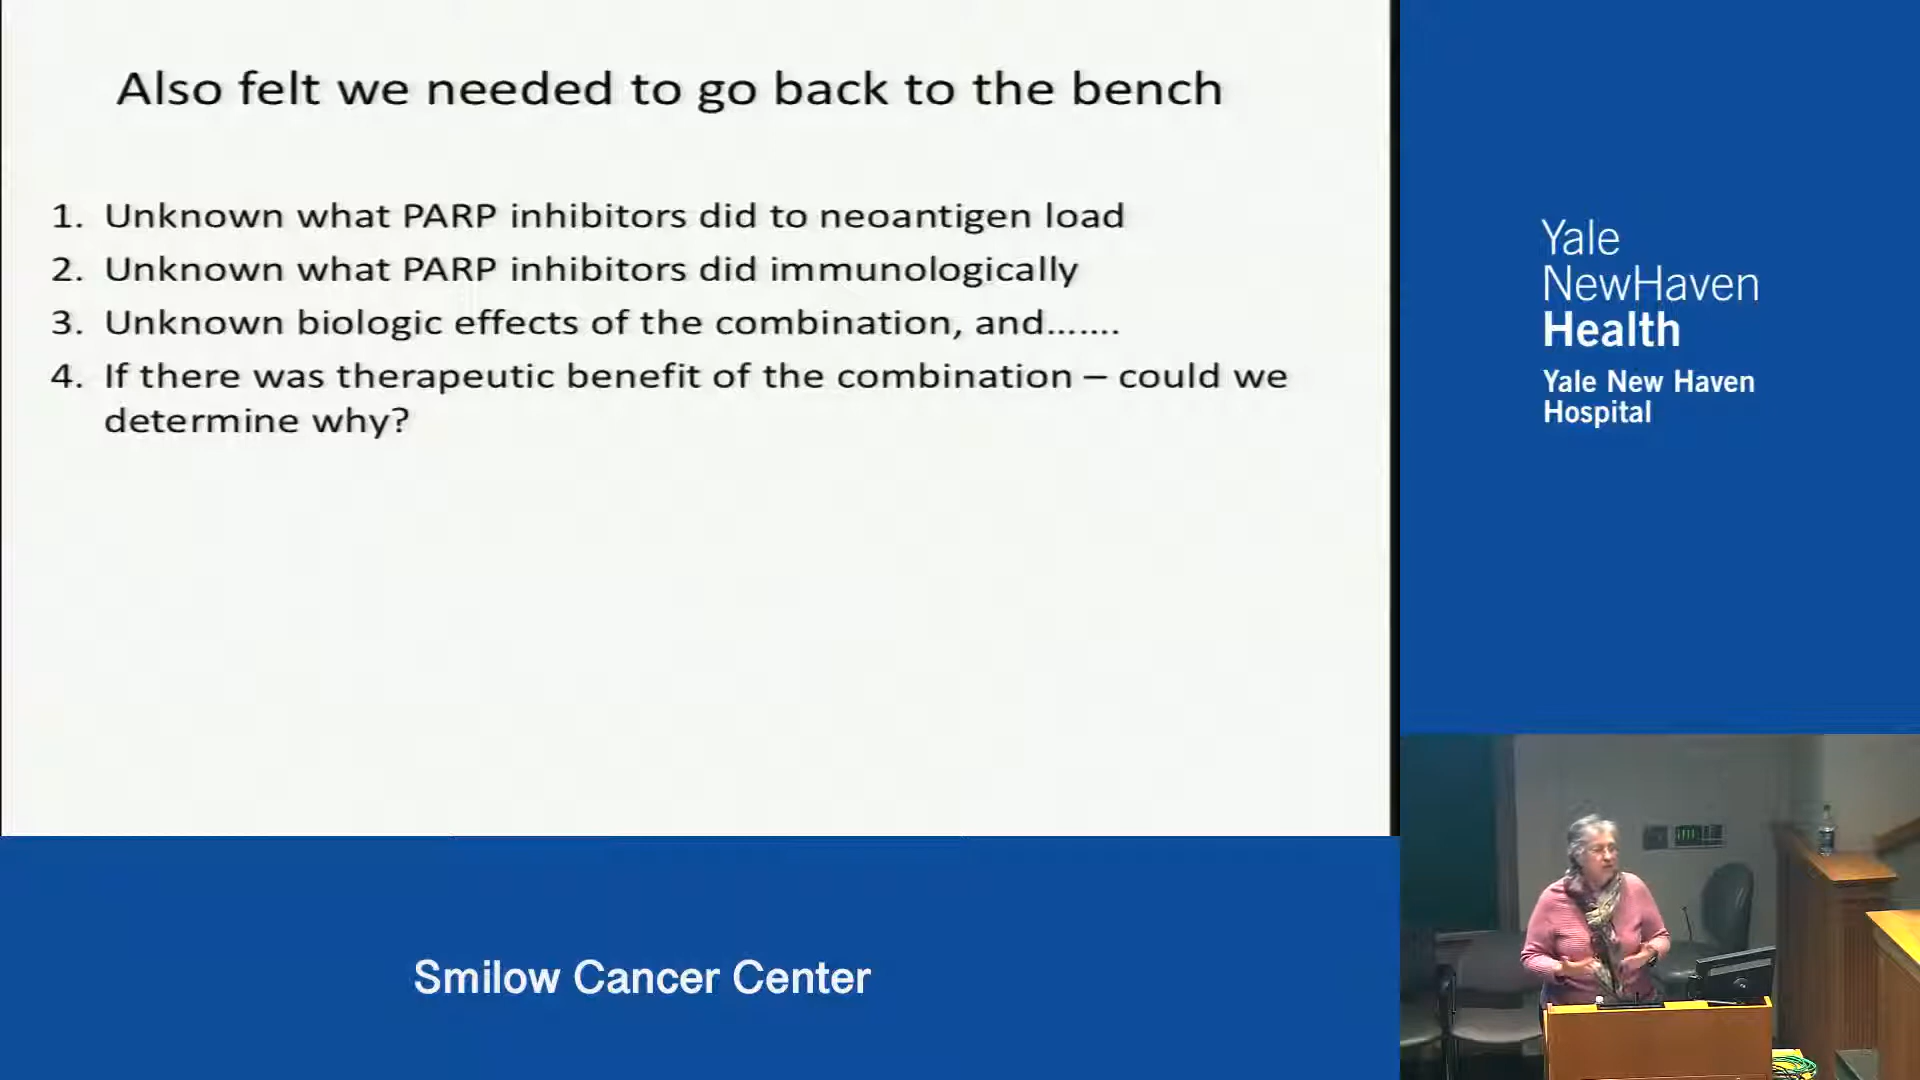 Also felt we needed to go back to the bench
1. Unknown what PARP inhibitors did to neoantigen load
2. Unknown what PARP inhibitors did immunologically
3. Unknown biologic effects of the combination, and.......
4. If there was therapeutic benefit of the combination – could we
determine why?
Yale
NewHaven
Health
Yale New Haven
Hospital
Smilow Cancer Center